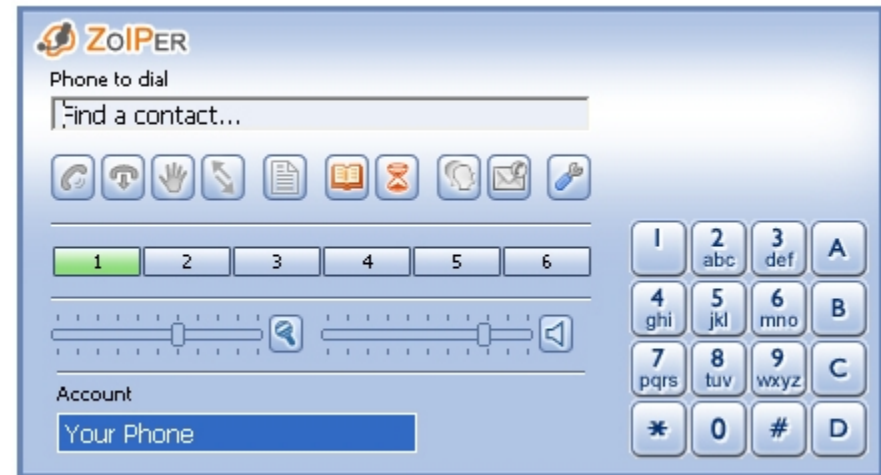 ZoIPER
Phone to dial
Find a contact...
1 2 3 4 5 6
1 2 abc 3 def A
4 ghi 5 jkl 6 mno B
7 pqrs 8 tuv 9 wxyz C
* 0 # D
Account
Your Phone